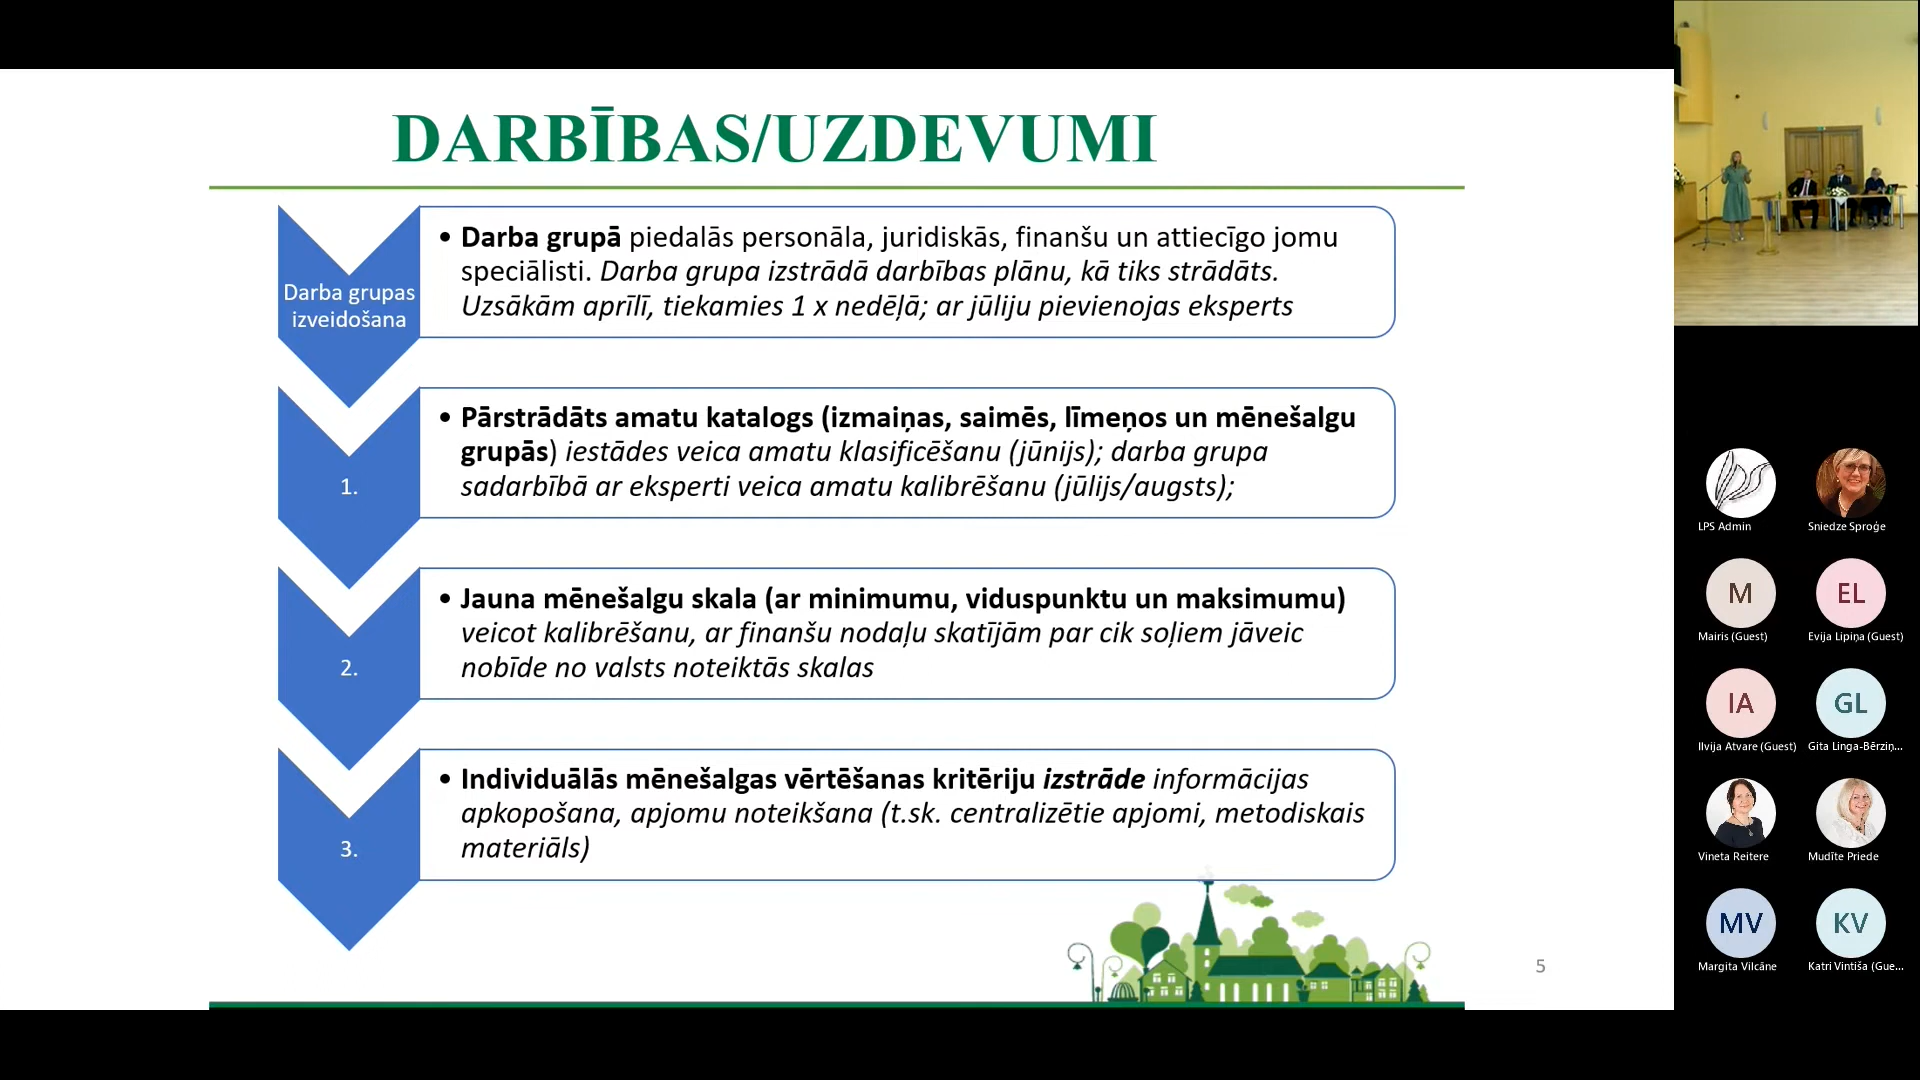 DARBĪBAS/UZDEVUMI
Darba grupas
izveidošana
• Darba grupā piedalās personāla, juridiskās, finanšu un attiecīgo jomu
speciālisti. Darba grupa izstrādā darbības plānu, kā tiks strādāts.
Uzsākām aprīlī, tiekamies 1 x nedēļā; ar jūliju pievienojas eksperts
1.
• Pārstrādāts amatu katalogs (izmaiņas, saimēs, līmeņos un mēnešalgu
grupās) iestādes veica amatu klasificēšanu (jūnijs); darba grupa
sadarbībā ar eksperti veica amatu kalibrēšanu (jūlijs/augsts);
2.
• Jauna mēnešalgu skala (ar minimumu, viduspunktu un maksimumu)
veicot kalibrēšanu, ar finanšu nodaļu skatījām par cik soļiem jāveic
nobīde no valsts noteiktās skalas
3.
• Individuālās mēnešalgas vērtēšanas kritēriju izstrāde informācijas
apkopošana, apjomu noteikšana (t.sk. centralizētie apjomi, metodiskais
materiāls)
5
LPS Admin
Sniedze Sproģe
M
EL
Mairis (Guest)
Evija Lipiņa (Guest)
IA
GL
Ilvija Atvare (Guest)
Gita Linga-Bērziņ...
Vineta Reitere
Mudīte Priede
MV
KV
Margita Vilcāne
Katri Vintiša (Gue...